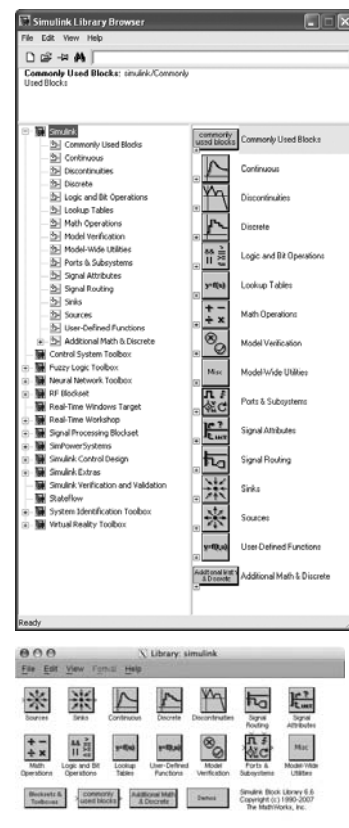 Simulink Library Browser
File Edit View Help
Commonly Used Blocks: simulink/Commonly
Used Blocks
Simulink
Commonly Used Blocks
Continuous
Discontinuities
Discrete
Logic and Bit Operations
Lookup Tables
Math Operations
Model Verification
Model-Wide Utilities
Ports & Subsystems
Signal Attributes
Signal Routing
Sinks
Sources
User-Defined Functions
Additional Math & Discrete
Control System Toolbox
Fuzzy Logic Toolbox
Neural Network Toolbox
RF Blockset
Real-Time Windows Target
Real-Time Workshop
Signal Processing Blockset
SimPowerSystems
Simulink Control Design
Simulink Extras
Simulink Verification and Validation
Stateflow
System Identification Toolbox
Virtual Reality Toolbox
commonly
used blocks
Commonly Used Blocks
Continuous
Discontinuities
Discrete
Logic and Bit Operations
y=f(u)
Lookup Tables
+ −
÷ ×
Math Operations
Model Verification
Misc
Model-Wide Utilities
Ports & Subsystems
Signal Attributes
Signal Routing
Sinks
Sources
y=f(u)
User-Defined Functions
Additional Math
& Discrete
Additional Math & Discrete
Ready
Library: simulink
File Edit View Format Help
Sources Sinks Continuous Discrete Discontinuities Signal Routing Signal Attributes
+ −
÷ ×
y=f(u) y=f(u) Misc
Math Operations Logic and Bit Operations Lookup Tables User-Defined Functions Model Verification Ports & Subsystems Model-Wide Utilities
Blocksets & Toolboxes commonly used blocks Additional Math & Discrete Demos
Simulink Block Library 6.6
Copyright (c) 1990-2007
The MathWorks, Inc.